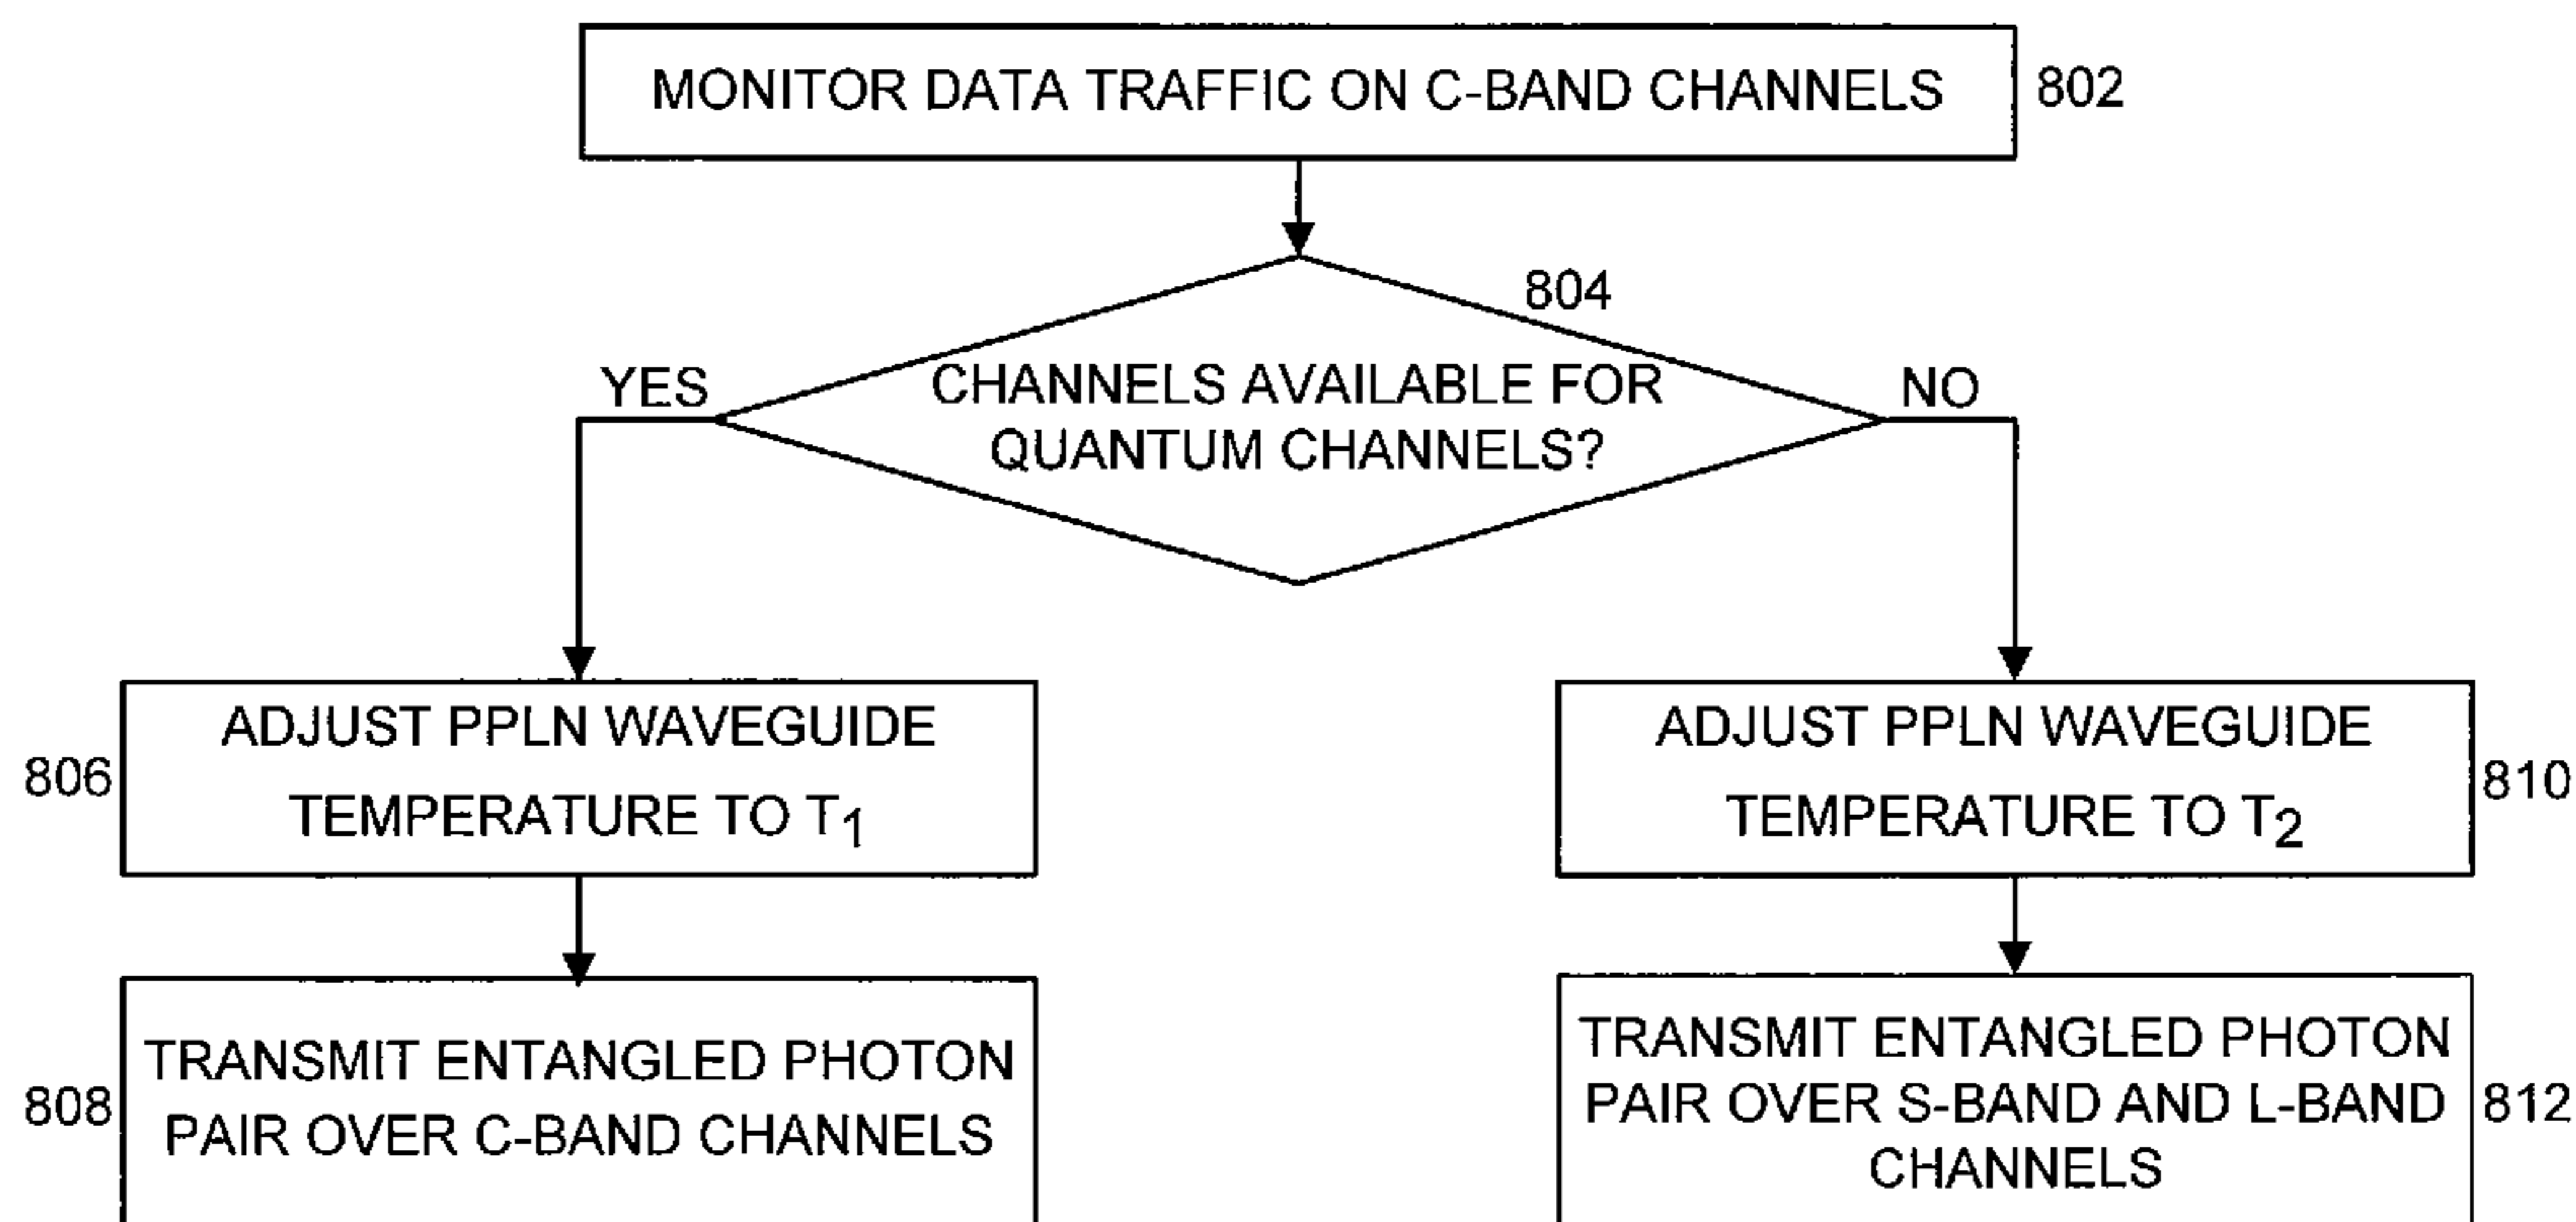 MONITOR DATA TRAFFIC ON C-BAND CHANNELS
802
804
YES
CHANNELS AVAILABLE FOR
QUANTUM CHANNELS?
NO
806
ADJUST PPLN WAVEGUIDE
TEMPERATURE TO T1
ADJUST PPLN WAVEGUIDE
TEMPERATURE TO T2
810
808
TRANSMIT ENTANGLED PHOTON
PAIR OVER C-BAND CHANNELS
TRANSMIT ENTANGLED PHOTON
PAIR OVER S-BAND AND L-BAND
CHANNELS
812